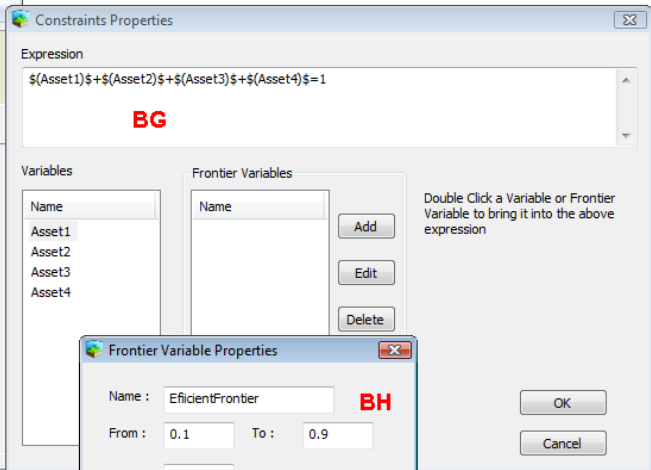 Constraints Properties
Expression
$(Asset1)$+$(Asset2)$+$(Asset3)$+$(Asset4)$=1
BG
Variables
Frontier Variables
Name
Name
Double Click a Variable or Frontier
Variable to bring it into the above
expression
Asset1
Asset2
Asset3
Asset4
Add
Edit
Delete
Frontier Variable Properties
Name :
EficientFrontier
BH
From :
0.1
To :
0.9
OK
Cancel